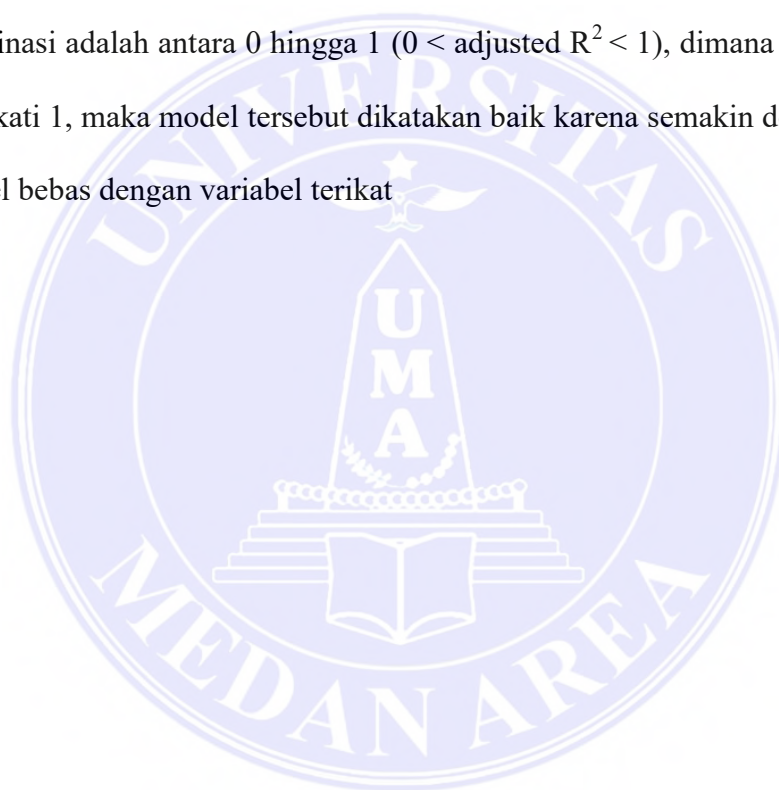 inasi adalah antara 0 hingga 1 (0 < adjusted R² < 1), dimana
kati 1, maka model tersebut dikatakan baik karena semakin d
l bebas dengan variabel terikat
UNIVERSITAS
U
M
A
MEDAN AREA